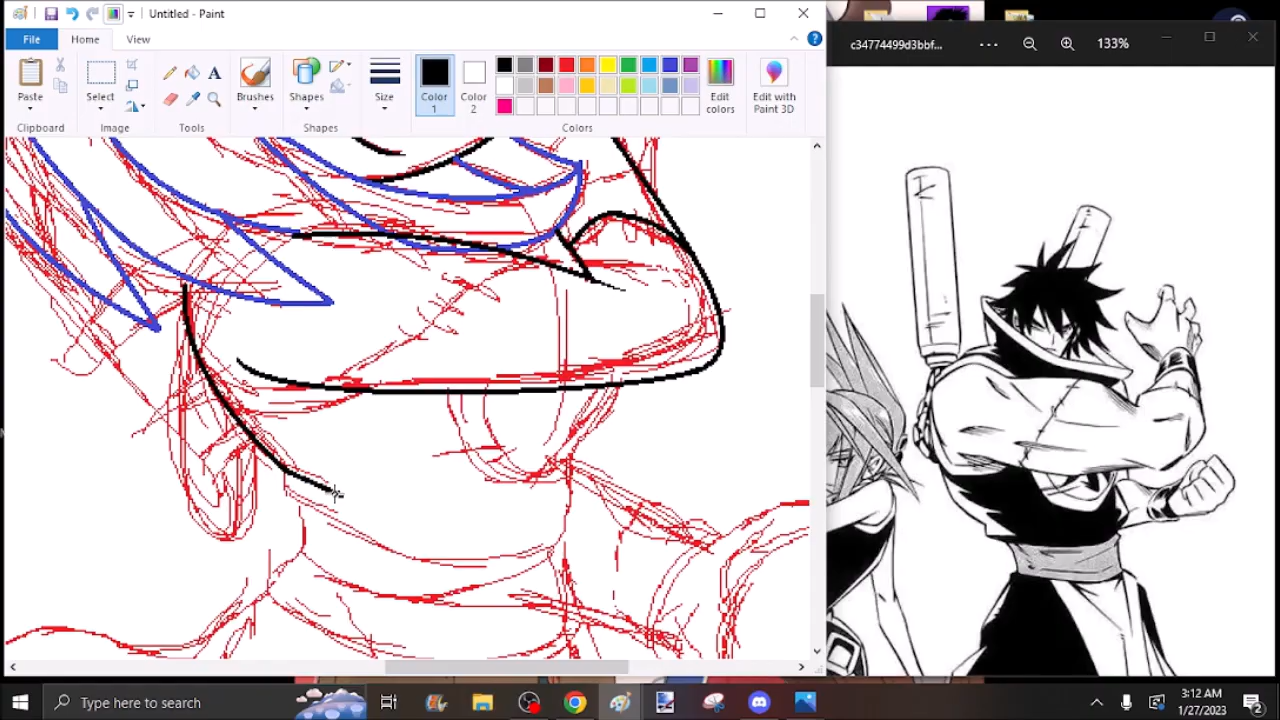 Untitled - Paint
File
Home
View
Paste
Select
Brushes
Shapes
Size
Color
1
Color
2
Edit
colors
Edit with
Paint 3D
Clipboard
Image
Tools
Shapes
Colors
c34774499d3bbf...
133%
Type here to search
3:12 AM
1/27/2023
2